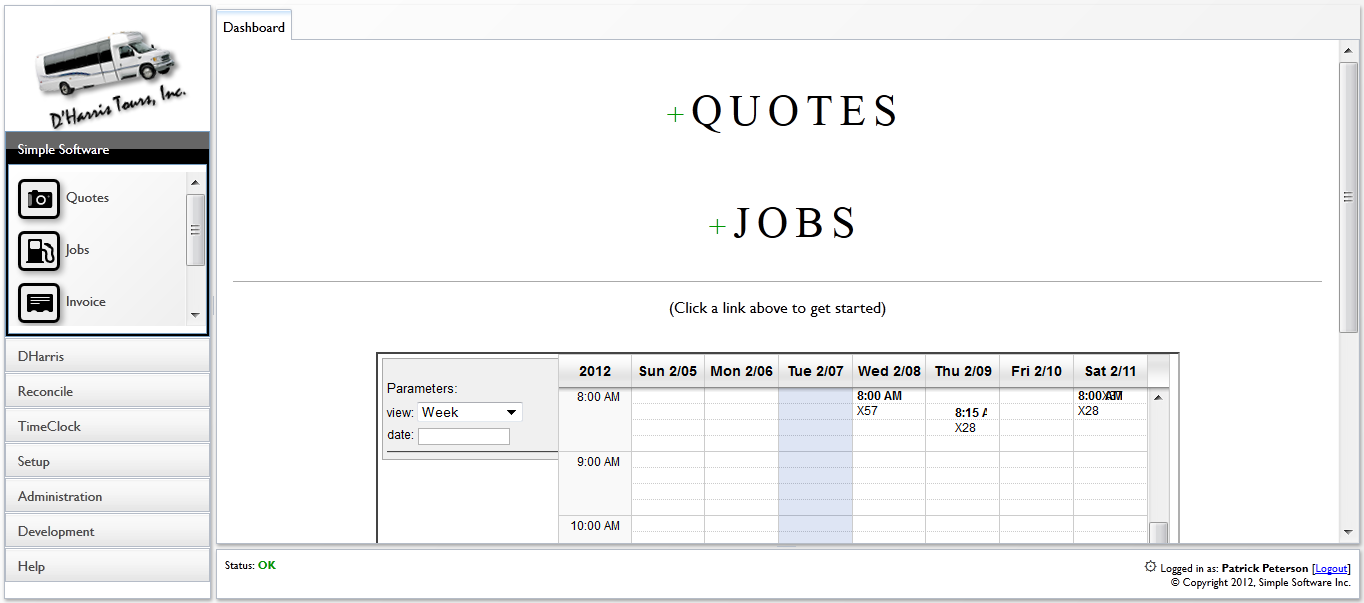 D'Harris Tours, Inc.
Simple Software
Quotes
Jobs
Invoice
DHarris
Reconcile
TimeClock
Setup
Administration
Development
Help
Dashboard
+QUOTES
+JOBS
(Click a link above to get started)
Parameters:
view: Week
date:
2012 Sun 2/05 Mon 2/06 Tue 2/07 Wed 2/08 Thu 2/09 Fri 2/10 Sat 2/11
8:00 AM
8:00 AM
X57
8:15 A
X28
8:00 AM
X28
9:00 AM
10:00 AM
Status: OK
Logged in as: Patrick Peterson [Logout]
© Copyright 2012, Simple Software Inc.